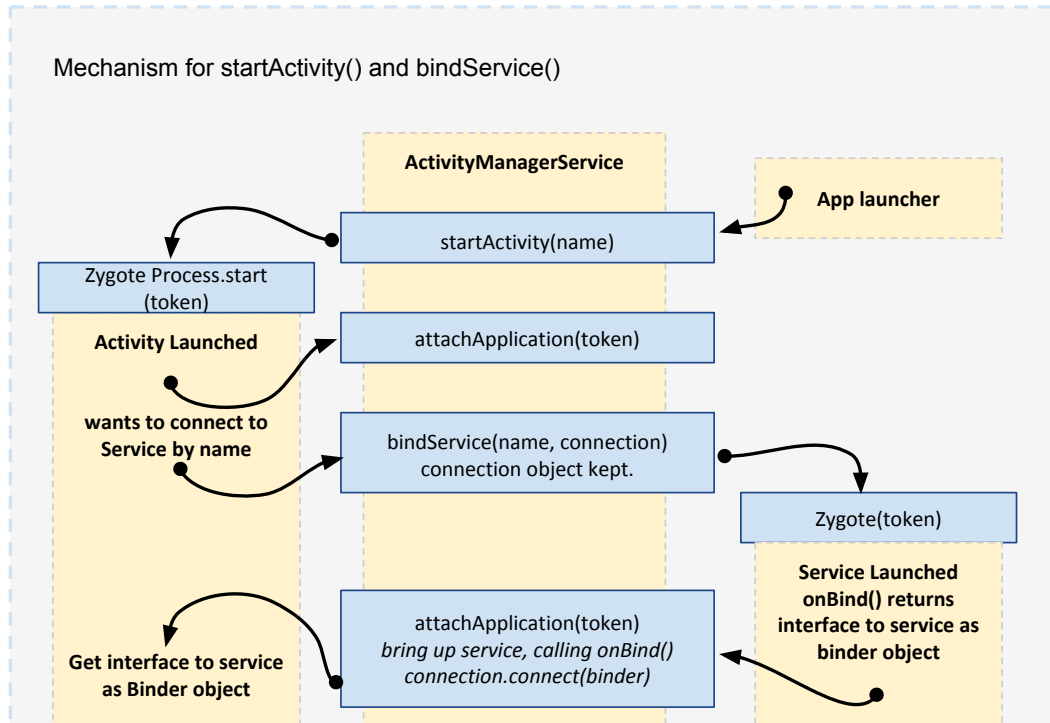 Mechanism for startActivity() and bindService()
ActivityManagerService
App launcher
startActivity(name)
Zygote Process.start
(token)
Activity Launched
attachApplication(token)
wants to connect to
Service by name
bindService(name, connection)
connection object kept.
Zygote(token)
Service Launched
onBind() returns
interface to service as
binder object
attachApplication(token)
bring up service, calling onBind()
connection.connect(binder)
Get interface to service
as Binder object